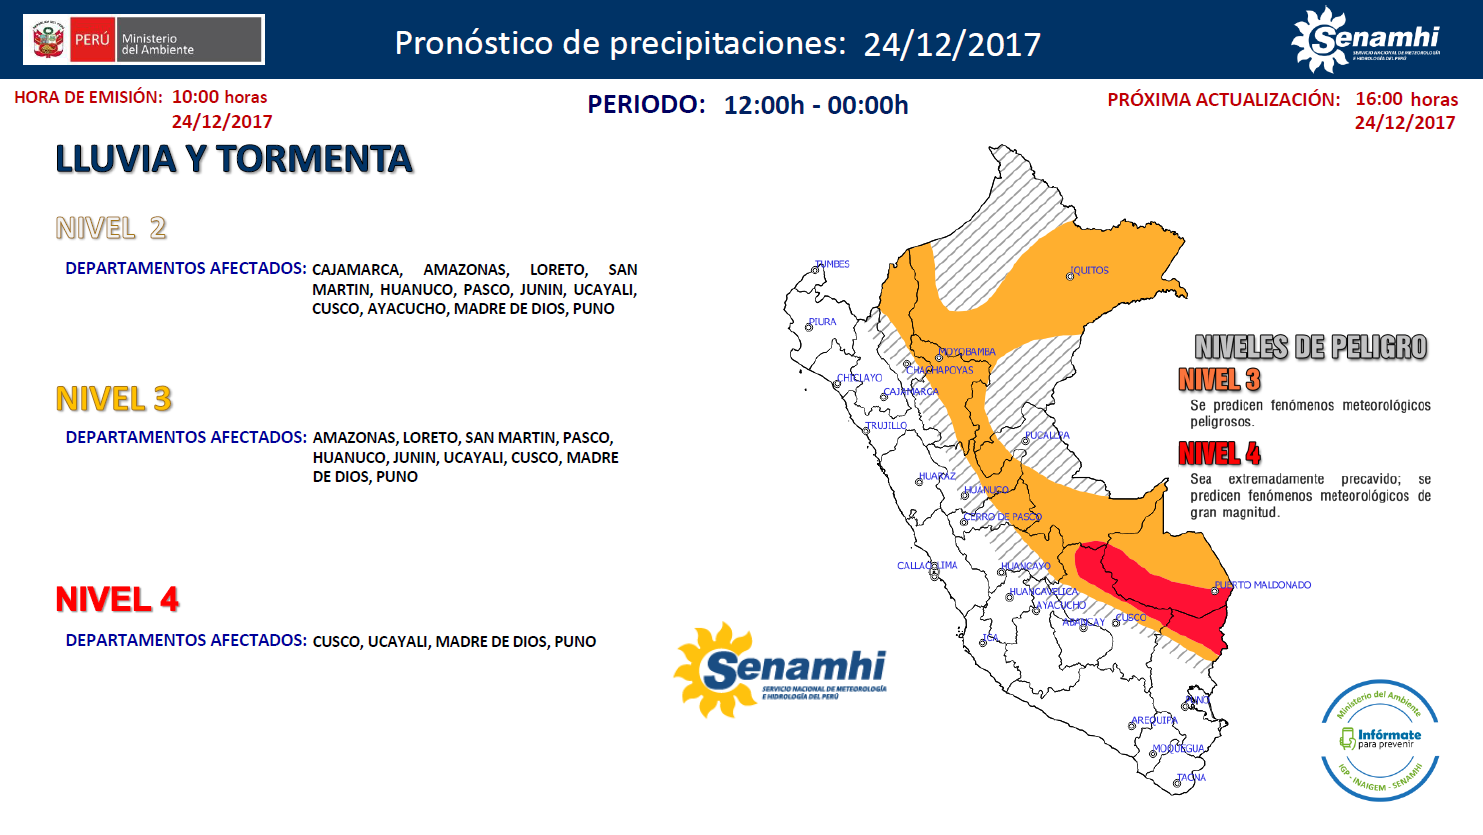 PERÚ
Ministerio
del Ambiente
Pronóstico de precipitaciones: 24/12/2017
Senamhi
SERVICIO NACIONAL DE METEOROLOGÍA
E HIDROLOGÍA DEL PERÚ
HORA DE EMISIÓN: 10:00 horas
24/12/2017
PERIODO: 12:00h - 00:00h
PRÓXIMA ACTUALIZACIÓN: 16:00 horas
24/12/2017
LLUVIA Y TORMENTA
NIVEL 2
DEPARTAMENTOS AFECTADOS: CAJAMARCA, AMAZONAS, LORETO, SAN
MARTIN, HUANUCO, PASCO, JUNIN, UCAYALI,
CUSCO, AYACUCHO, MADRE DE DIOS, PUNO
NIVEL 3
DEPARTAMENTOS AFECTADOS: AMAZONAS, LORETO, SAN MARTIN, PASCO,
HUANUCO, JUNIN, UCAYALI, CUSCO, MADRE
DE DIOS, PUNO
NIVEL 4
DEPARTAMENTOS AFECTADOS: CUSCO, UCAYALI, MADRE DE DIOS, PUNO
TUMBES
IQUITOS
PIURA
MOYOBAMBA
CHACHAPOYAS
CHICLAYO
CAJAMARCA
TRUJILLO
PUCALLPA
HUARAZ
HUANUCO
CERRO DE PASCO
CALLAO
LIMA
HUANCAYO
PUERTO MALDONADO
HUANCAVELICA
AYACUCHO
ABANCAY
CUSCO
ICA
PUNO
AREQUIPA
MOQUEGUA
TACNA
NIVELES DE PELIGRO
NIVEL 3
Se predicen fenómenos meteorológicos
peligrosos.
NIVEL 4
Sea extremadamente precavido; se
predicen fenómenos meteorológicos de
gran magnitud.
Senamhi
SERVICIO NACIONAL DE METEOROLOGÍA
E HIDROLOGÍA DEL PERÚ
Ministerio del Ambiente
Infórmate
para prevenir
IGP - INAIGEM - SENAMHI